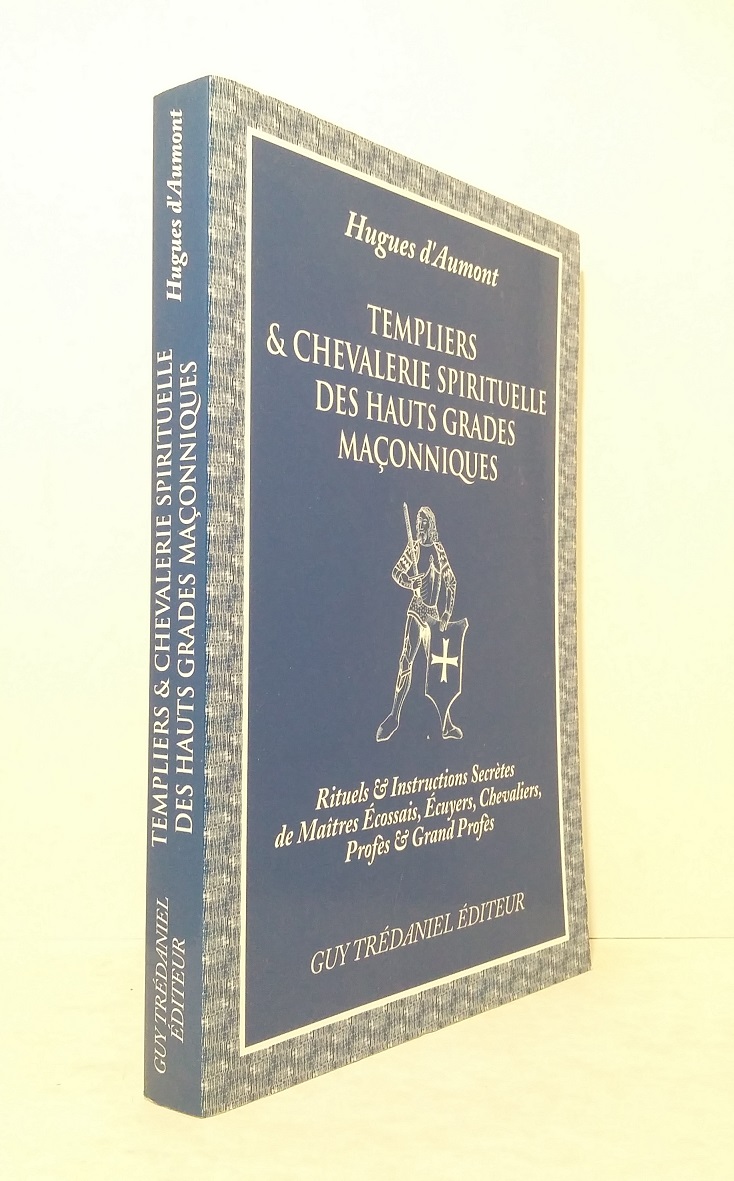 Hugues d'Aumont
TEMPLIERS
& CHEVALERIE SPIRITUELLE
DES HAUTS GRADES
MAÇONNIQUES
Rituels & Instructions Secrètes
de Maîtres Écossais, Écuyers, Chevaliers,
Profès & Grand Profès
GUY TRÉDANIEL ÉDITEUR
Hugues d'Aumont
TEMPLIERS & CHEVALERIE SPIRITUELLE
DES HAUTS GRADES MAÇONNIQUES
GUY TRÉDANIEL
ÉDITEUR